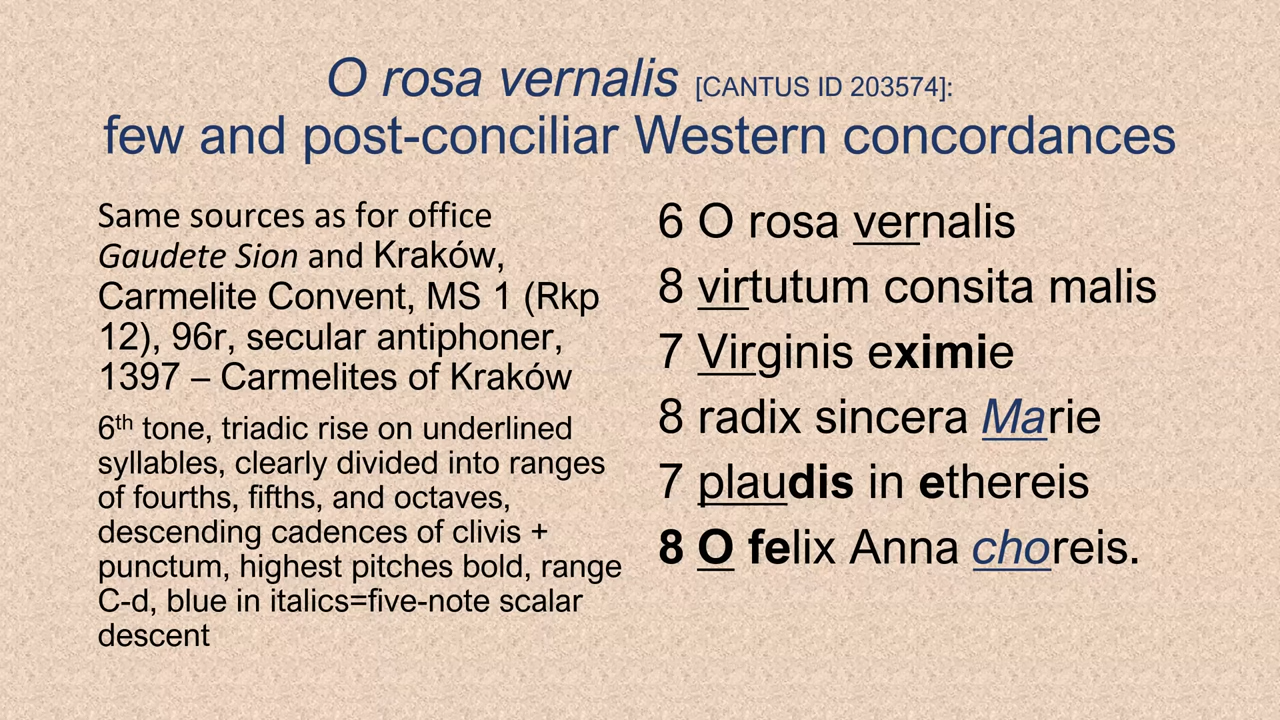 O rosa vernalis [CANTUS ID 203574]:
few and post-conciliar Western concordances
Same sources as for office
Gaudete Sion and Kraków,
Carmelite Convent, MS 1 (Rkp
12), 96r, secular antiphoner,
1397 – Carmelites of Kraków
6th tone, triadic rise on underlined
syllables, clearly divided into ranges
of fourths, fifths, and octaves,
descending cadences of clivis +
punctum, highest pitches bold, range
C-d, blue in italics=five-note scalar
descent
6 O rosa vernalis
8 virtutum consita malis
7 Virginis eximie
8 radix sincera Marie
7 plaudis in ethereis
8 O felix Anna choreis.